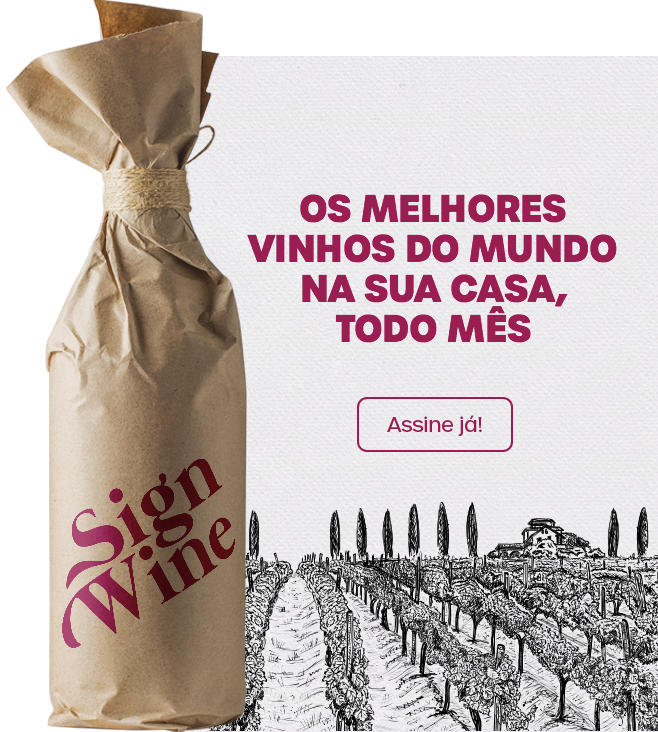 OS MELHORES
VINHOS DO MUNDO
NA SUA CASA,
TODO MÊS
Assine já!
Sign
Wine